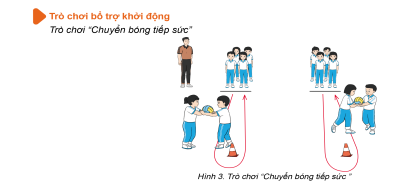 Trò chơi bổ trợ khởi động
Trò chơi “Chuyền bóng tiếp sức”
Hình 3. Trò chơi “Chuyền bóng tiếp sức ”